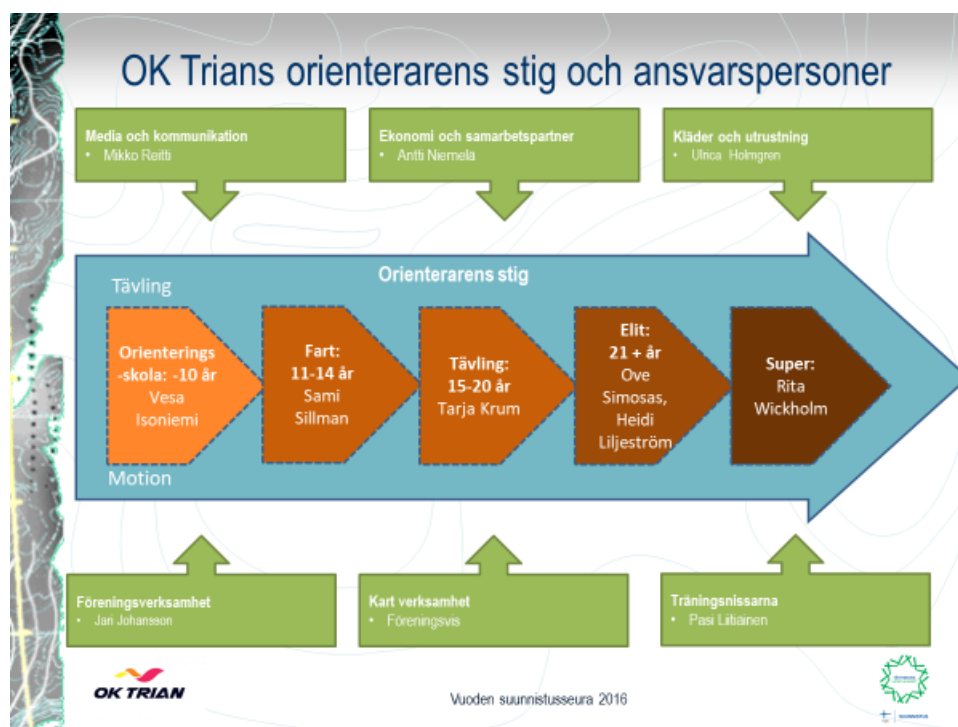 OK Trians orienterarens stig och ansvarspersoner
Media och kommunikation
• Mikko Reitti
Ekonomi och samarbetspartner
• Antti Niemelä
Kläder och utrustning
• Ulrica Holmgren
Orienterarens stig
Tävling
Orienterings
-skola: -10 år
Vesa
Isoniemi
Fart:
11-14 år
Sami
Sillman
Tävling:
15-20 år
Tarja Krum
Elit:
21 + år
Ove
Simosas,
Heidi
Liljeström
Super:
Rita
Wickholm
Motion
Föreningsverksamhet
• Jari Johansson
Kart verksamhet
• Föreningsvis
Träningsnissarna
• Pasi Liitiäinen
OK TRIAN
Vuoden suunnistusseura 2016
SUUNNISTUS